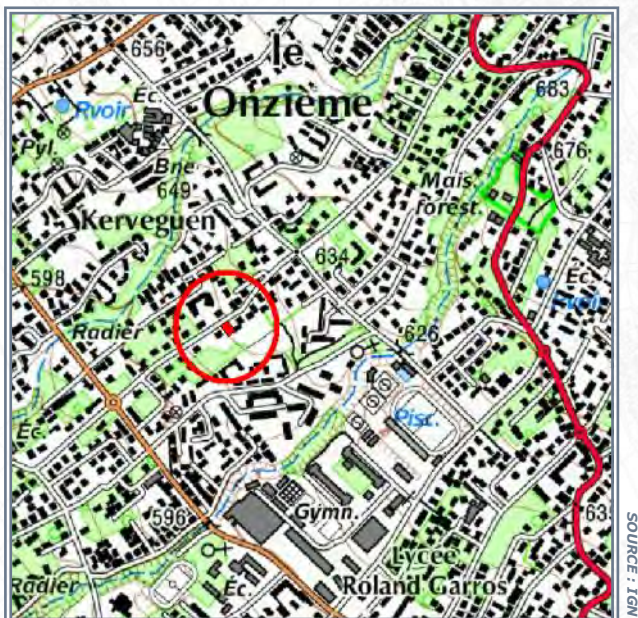 656
le
Onzième
683
Rvoir
Ec.
Pyl.
Bne
649
676
Mais.
forest.
Kerveguen
634
598
Ec.
Radier
626
Ec.
Pisc.
596
Gymn.
Lycée
Roland Garros
Radier
Ec.
SOURCE : IGN